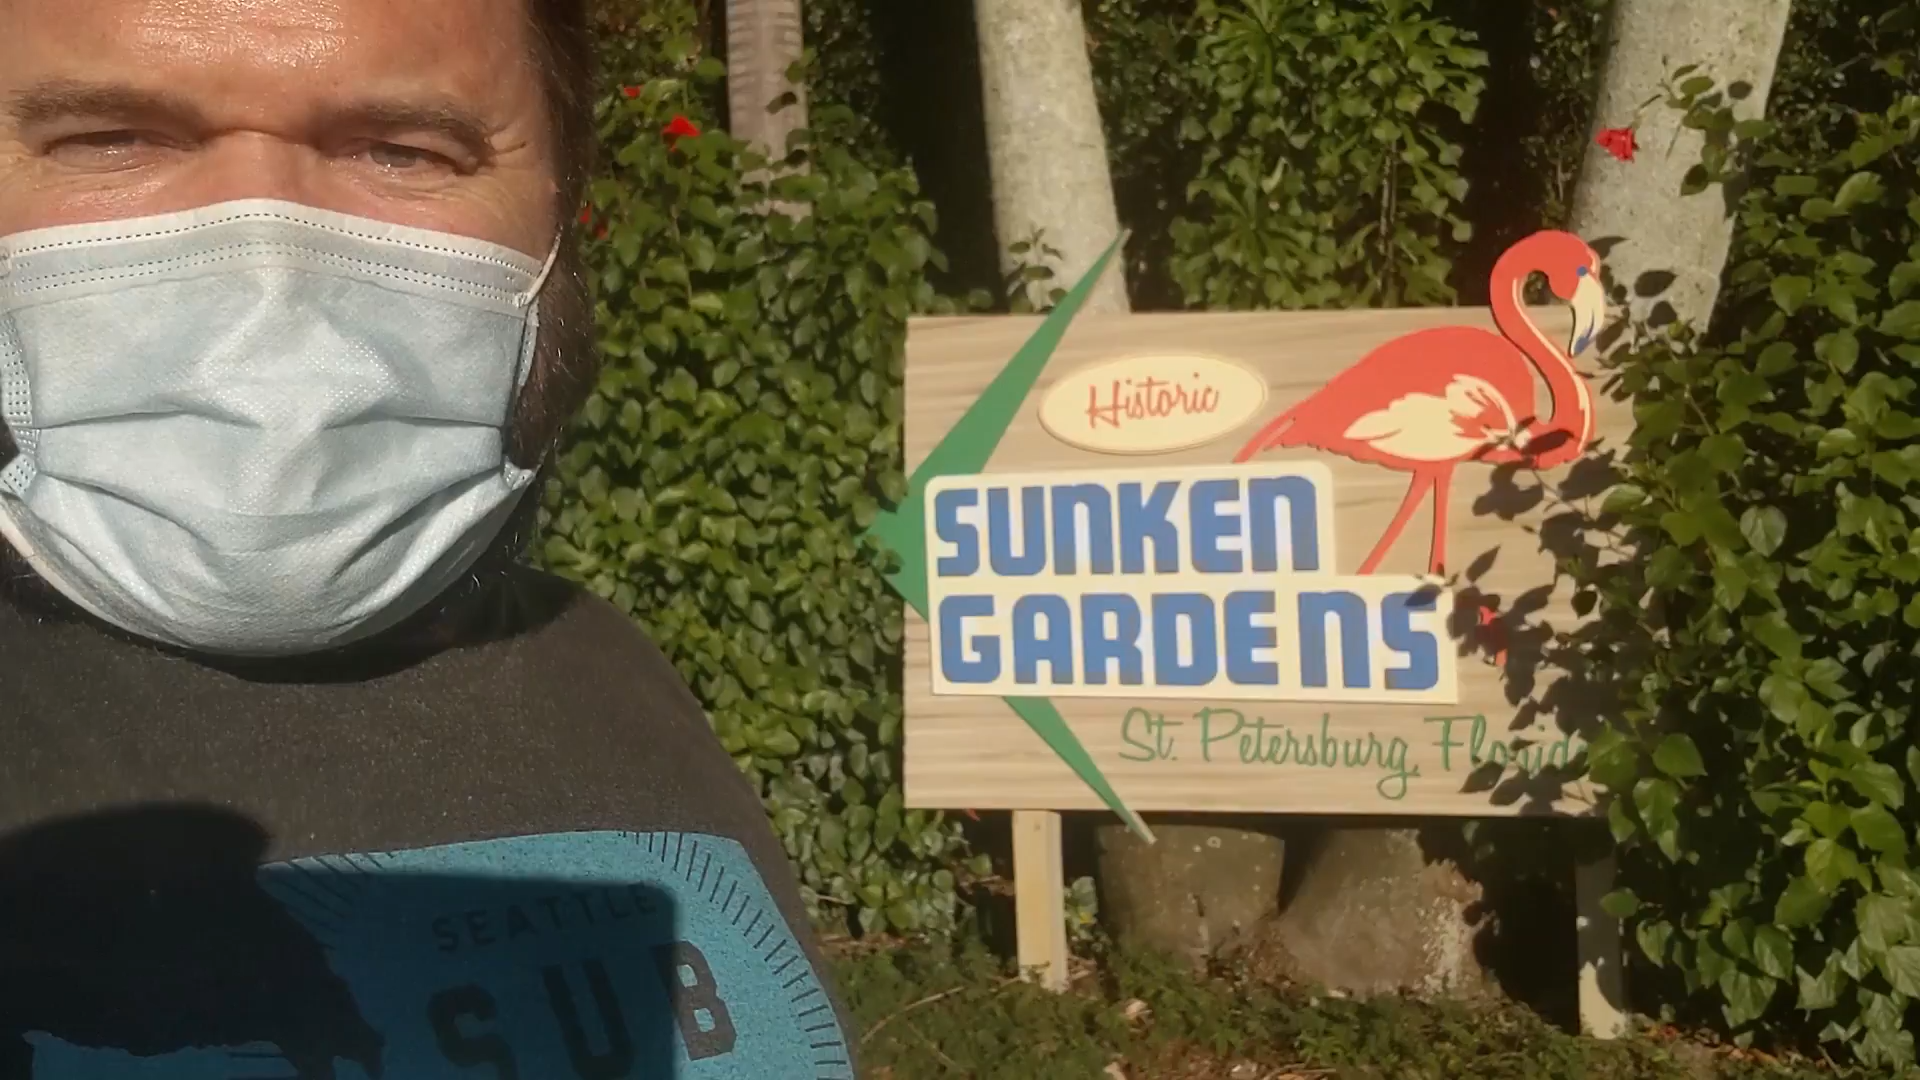 Historic
SUNKEN
GARDENS
St. Petersburg, Florida
SEATTLE
SUB